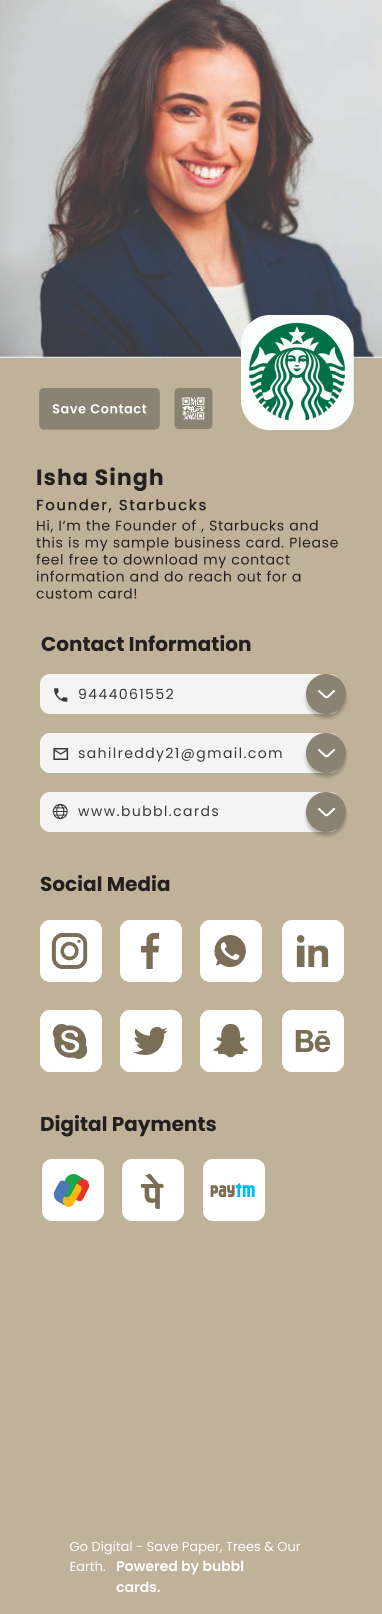 Save Contact
Isha Singh
Founder, Starbucks
Hi, I'm the Founder of , Starbucks and
this is my sample business card. Please
feel free to download my contact
information and do reach out for a
custom card!
Contact Information
9444061552
sahilreddy21@gmail.com
www.bubbl.cards
Social Media
in
Bē
Digital Payments
पे
paytm
Go Digital - Save Paper, Trees & Our
Earth. Powered by bubbl
cards.